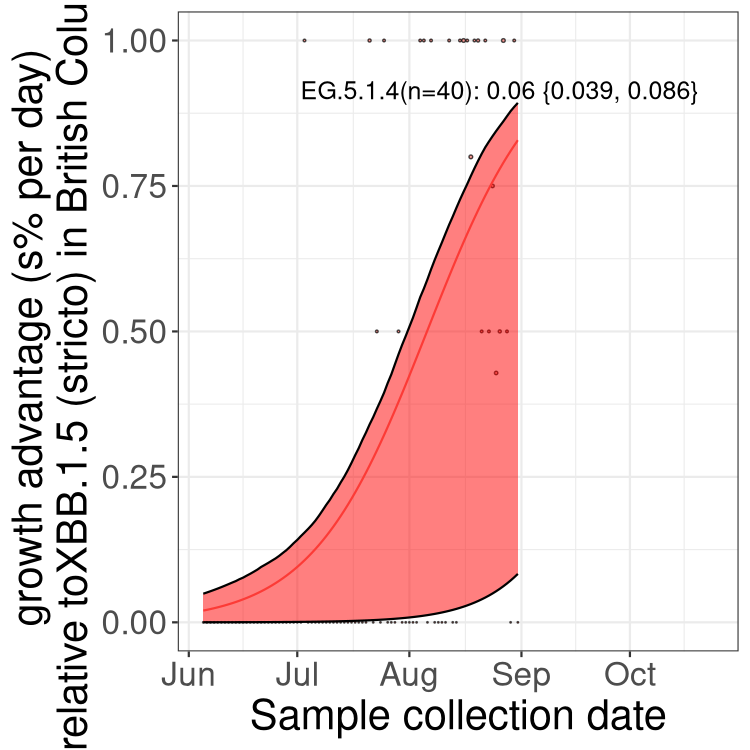 growth advantage (s% per day)
relative toXBB.1.5 (stricto) in British Colu
1.00
0.75
0.50
0.25
0.00
EG.5.1.4(n=40): 0.06 {0.039, 0.086}
Jun Jul Aug Sep Oct
Sample collection date